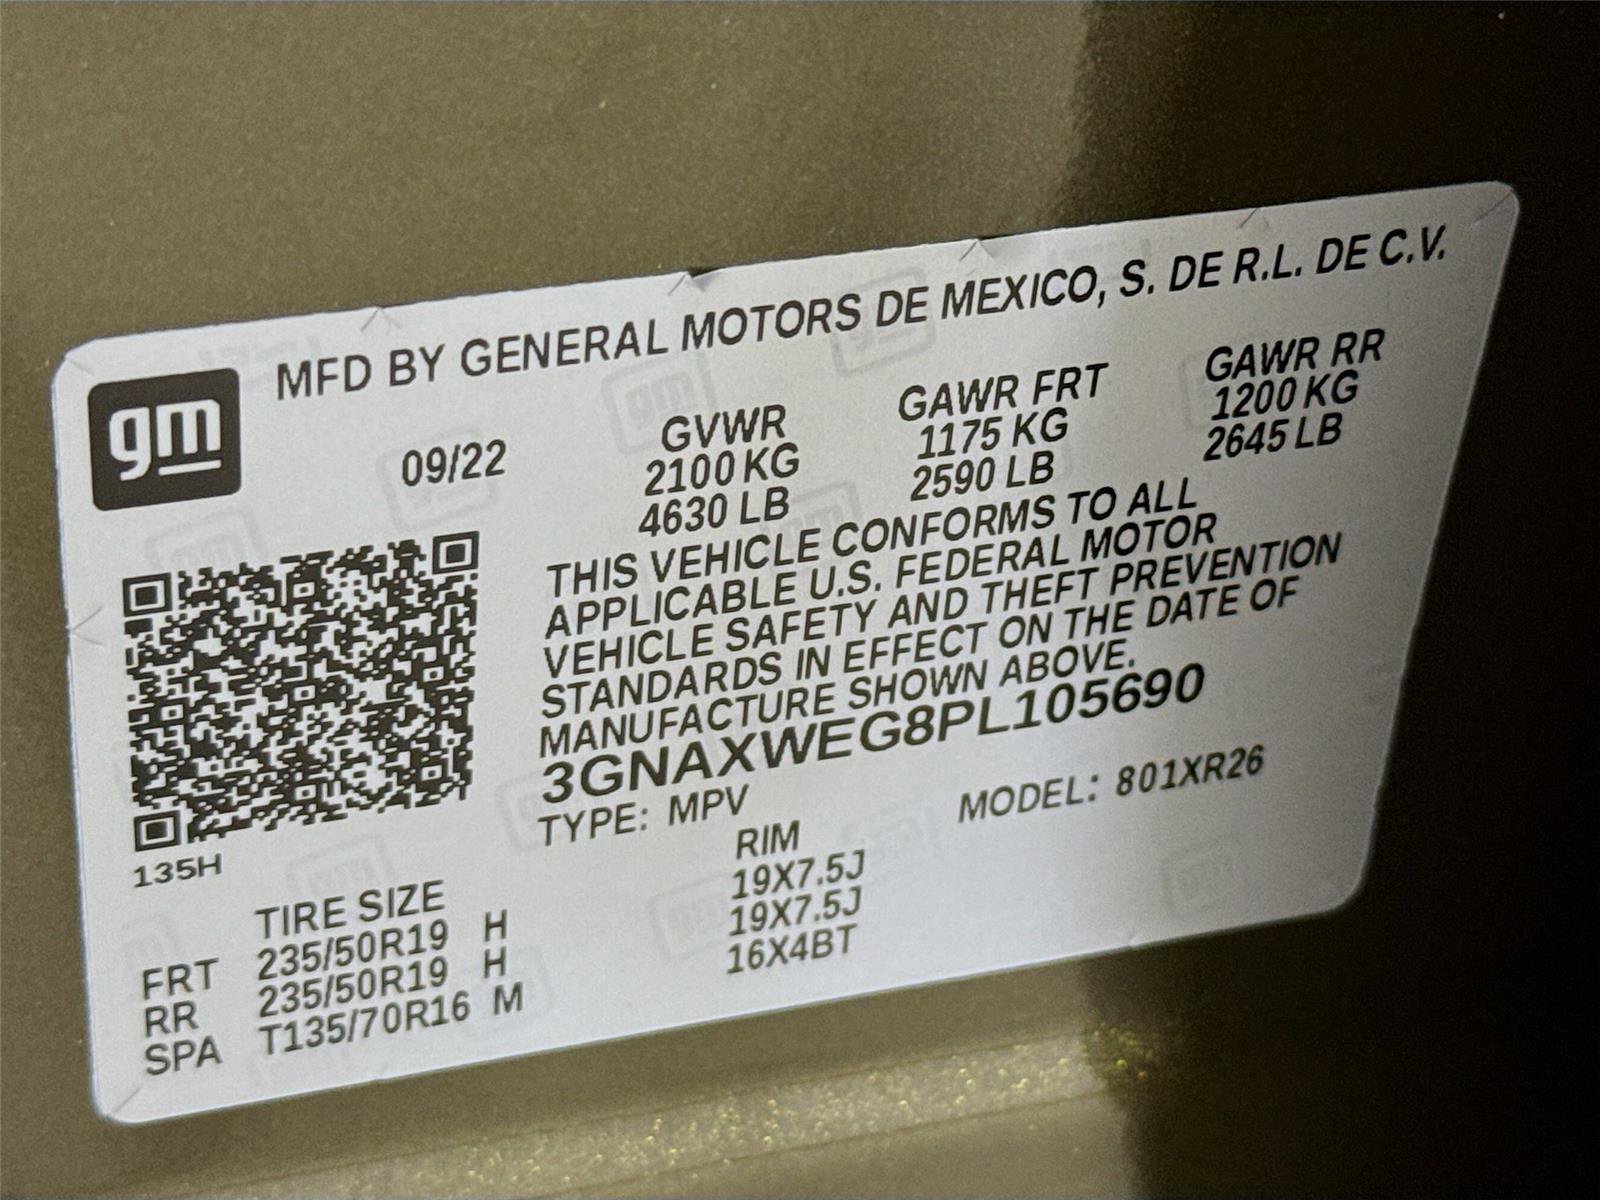 MFD BY GENERAL MOTORS DE MEXICO, S. DE R.L. DE C.V.
gm
09/22
GVWR GAWR FRT GAWR RR
2100 KG 1175 KG 1200 KG
4630 LB 2590 LB 2645 LB
THIS VEHICLE CONFORMS TO ALL
APPLICABLE U.S. FEDERAL MOTOR
VEHICLE SAFETY AND THEFT PREVENTION
STANDARDS IN EFFECT ON THE DATE OF
MANUFACTURE SHOWN ABOVE.
3GNAXWEG8PL105690
TYPE: MPV MODEL: 801XR26
135H
TIRE SIZE RIM
FRT 235/50R19 H 19X7.5J
RR 235/50R19 H 19X7.5J
SPA T135/70R16 M 16X4BT